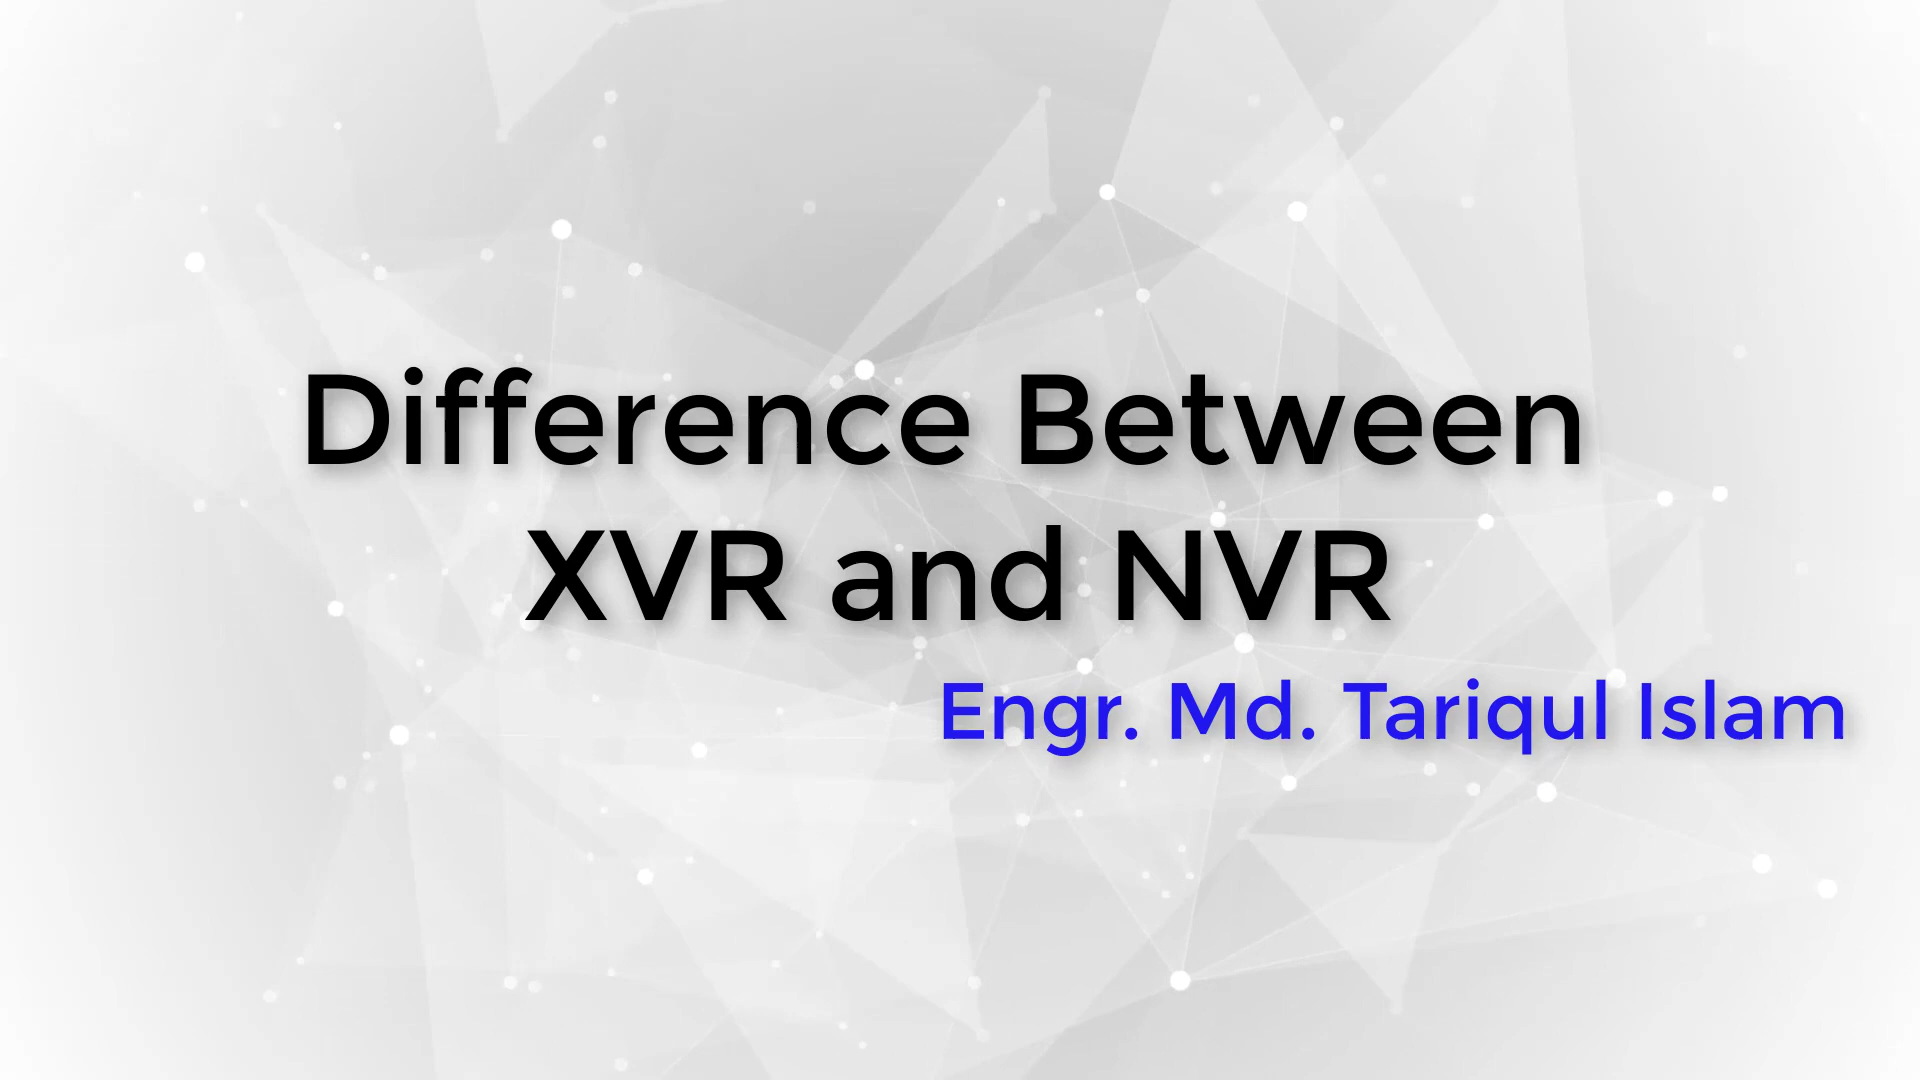 Difference Between
XVR and NVR
Engr. Md. Tariqul Islam